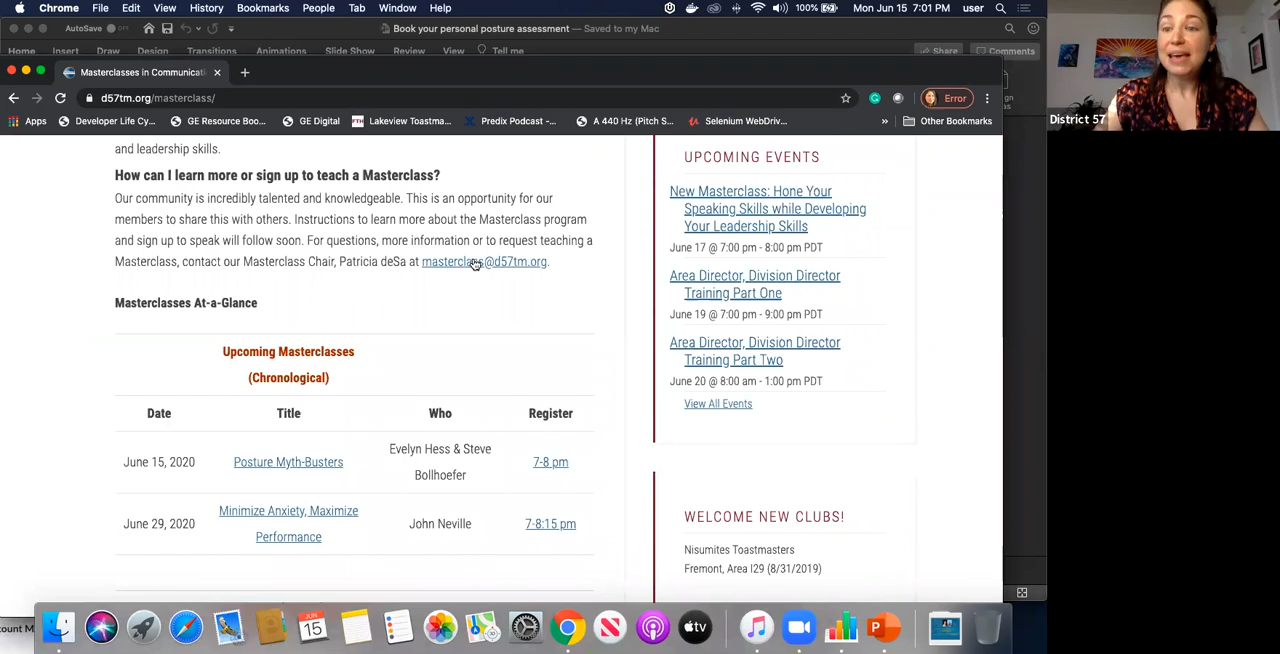 Chrome File Edit View History Bookmarks People Tab Window Help 100% Mon Jun 15 7:01 PM user
AutoSave Book your personal posture assessment — Saved to my Mac
Home Insert Draw Design Transitions Animations Slide Show Review View Tell me Share Comments
Masterclasses in Communicati
d57tm.org/masterclass/ Error
Apps Developer Life Cy... GE Resource Boo... GE Digital FTH Lakeview Toastma... Predix Podcast -... A 440 Hz (Pitch S... Selenium WebDriv... » Other Bookmarks
District 57
and leadership skills.
How can I learn more or sign up to teach a Masterclass?
Our community is incredibly talented and knowledgeable. This is an opportunity for our
members to share this with others. Instructions to learn more about the Masterclass program
and sign up to speak will follow soon. For questions, more information or to request teaching a
Masterclass, contact our Masterclass Chair, Patricia deSa at masterclass@d57tm.org.
Masterclasses At-a-Glance
Upcoming Masterclasses
(Chronological)
Date Title Who Register
June 15, 2020 Posture Myth-Busters Evelyn Hess & Steve
Bollhoefer 7-8 pm
June 29, 2020 Minimize Anxiety, Maximize
Performance John Neville 7-8:15 pm
UPCOMING EVENTS
New Masterclass: Hone Your
Speaking Skills while Developing
Your Leadership Skills
June 17 @ 7:00 pm - 8:00 pm PDT
Area Director, Division Director
Training Part One
June 19 @ 7:00 pm - 9:00 pm PDT
Area Director, Division Director
Training Part Two
June 20 @ 8:00 am - 1:00 pm PDT
View All Events
WELCOME NEW CLUBS!
Nisumites Toastmasters
Fremont, Area I29 (8/31/2019)
JUN
15
tv